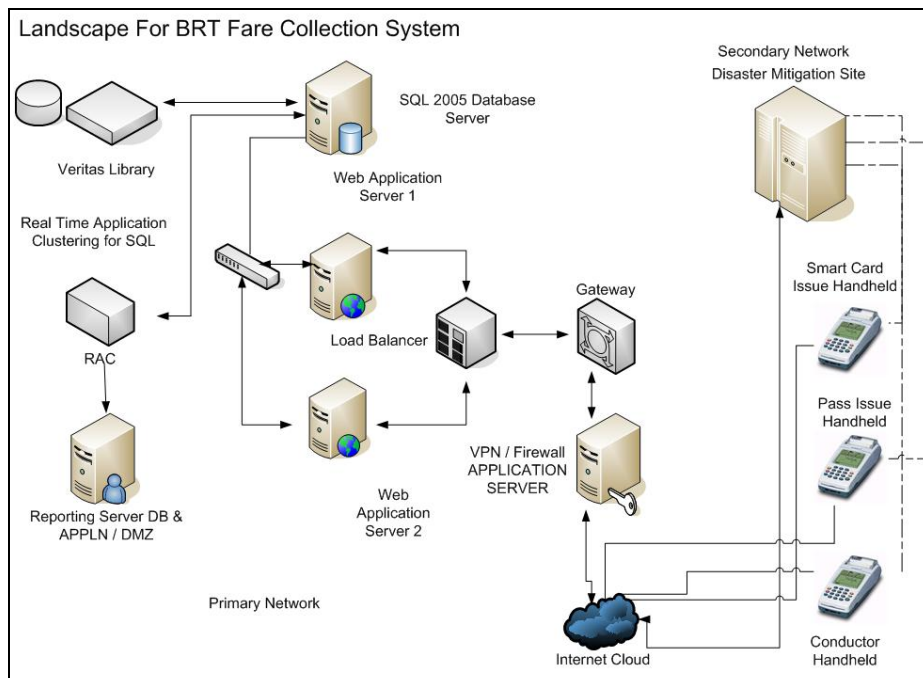 Landscape For BRT Fare Collection System
Secondary Network
Disaster Mitigation Site
SQL 2005 Database
Server
Veritas Library
Web Application
Server 1
Real Time Application
Clustering for SQL
Smart Card
Issue Handheld
Gateway
Load Balancer
RAC
Pass Issue
Handheld
VPN / Firewall
APPLICATION
SERVER
Web
Application
Server 2
Reporting Server DB &
APPLN / DMZ
Primary Network
Internet Cloud
Conductor
Handheld